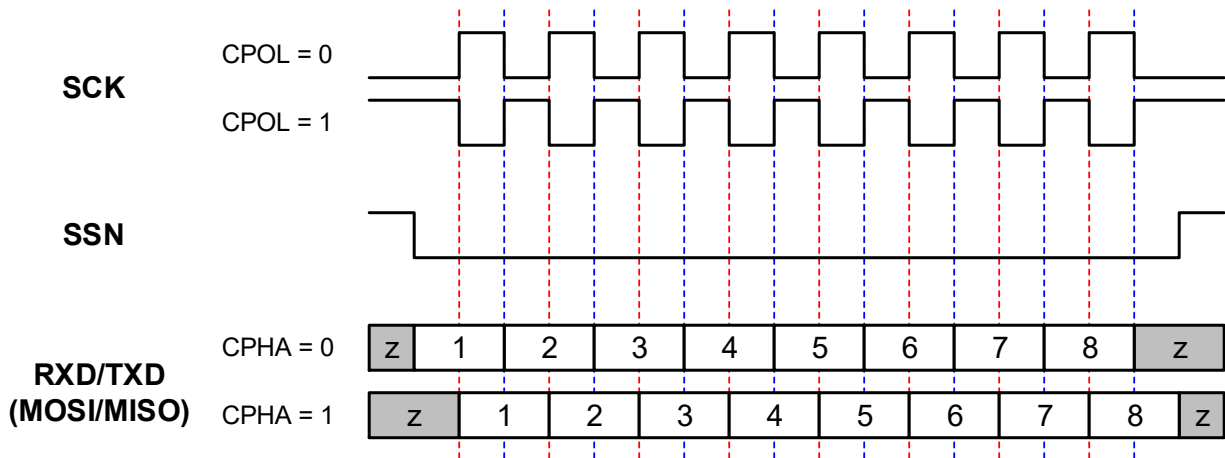 CPOL = 0
SCK
CPOL = 1
SSN
CPHA = 0 z 1 2 3 4 5 6 7 8 z
RXD/TXD
(MOSI/MISO)
CPHA = 1 z 1 2 3 4 5 6 7 8 z